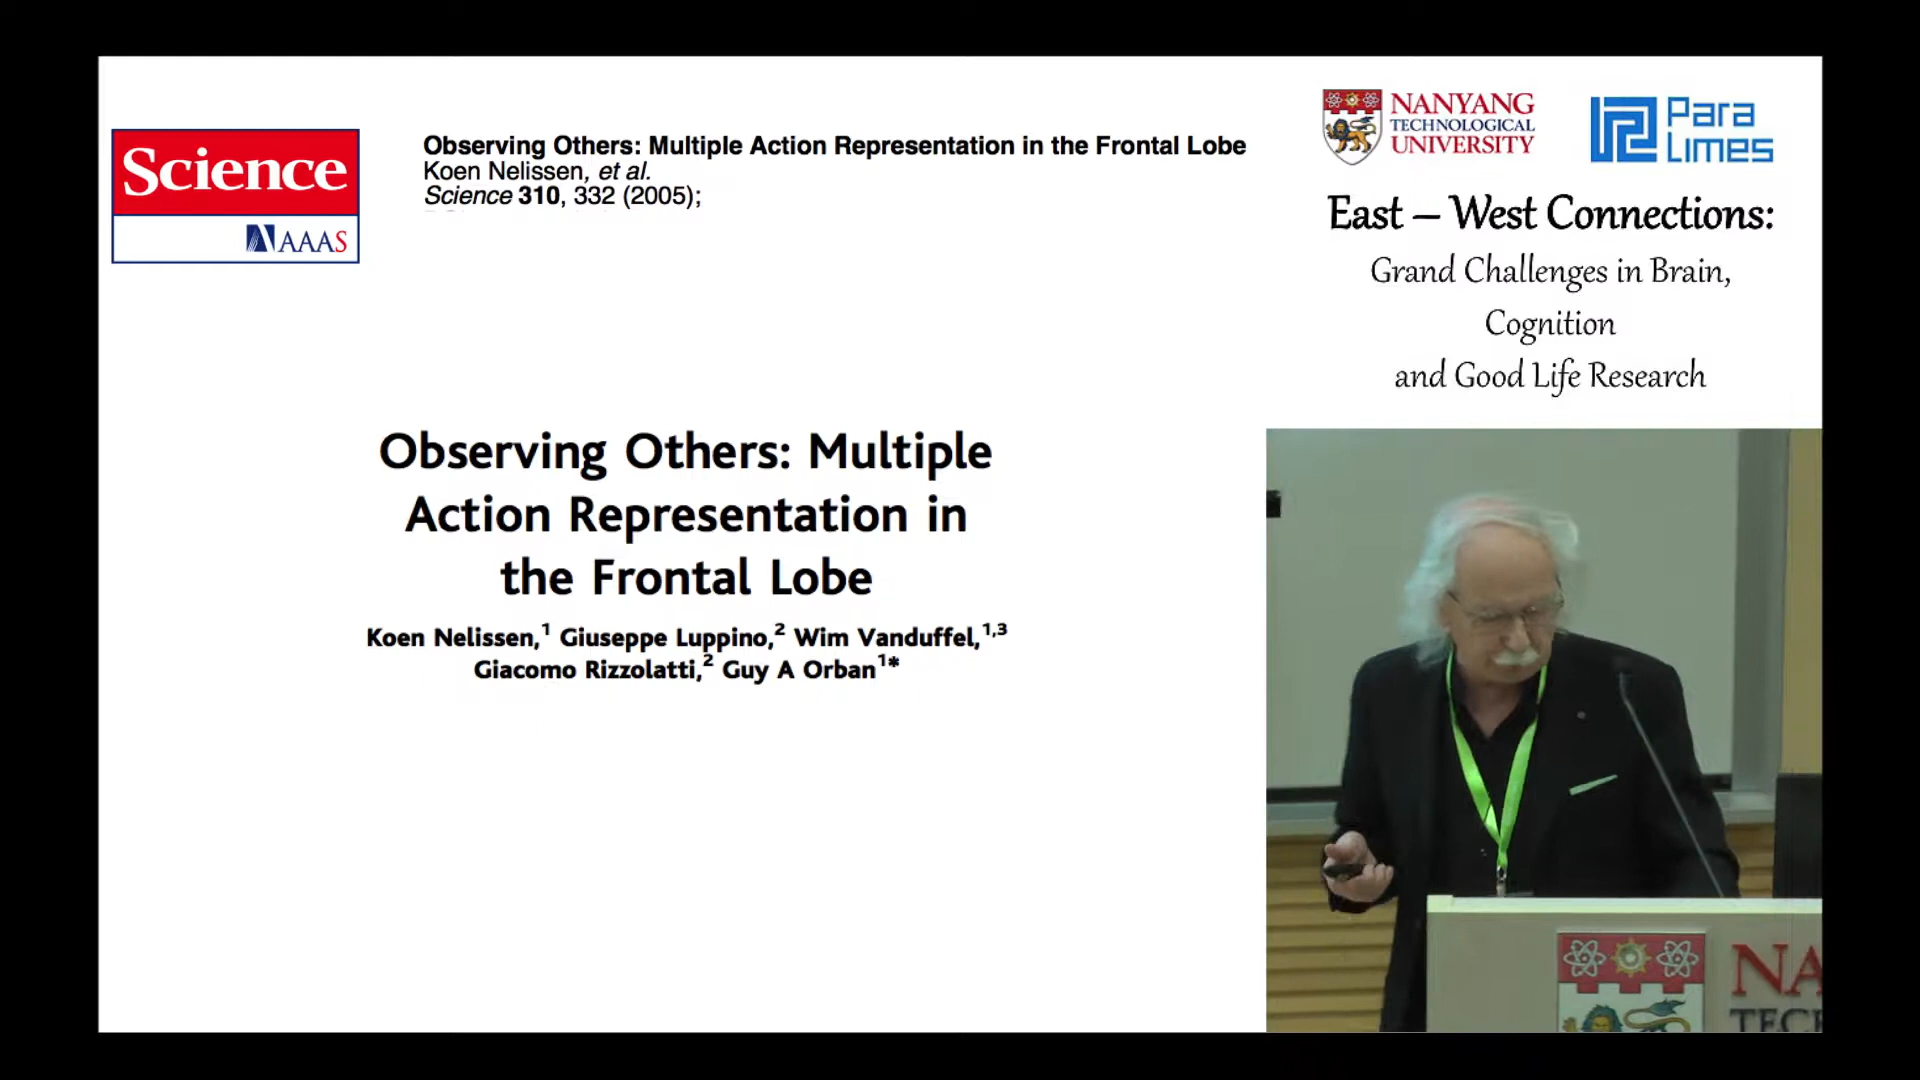 Science
AAAS
Observing Others: Multiple Action Representation in the Frontal Lobe
Koen Nelissen, et al.
Science 310, 332 (2005);
NANYANG
TECHNOLOGICAL
UNIVERSITY
Para
Limes
East – West Connections:
Grand Challenges in Brain,
Cognition
and Good Life Research
Observing Others: Multiple
Action Representation in
the Frontal Lobe
Koen Nelissen,1 Giuseppe Luppino,2 Wim Vanduffel,1,3
Giacomo Rizzolatti,2 Guy A Orban1*
NA
TEC